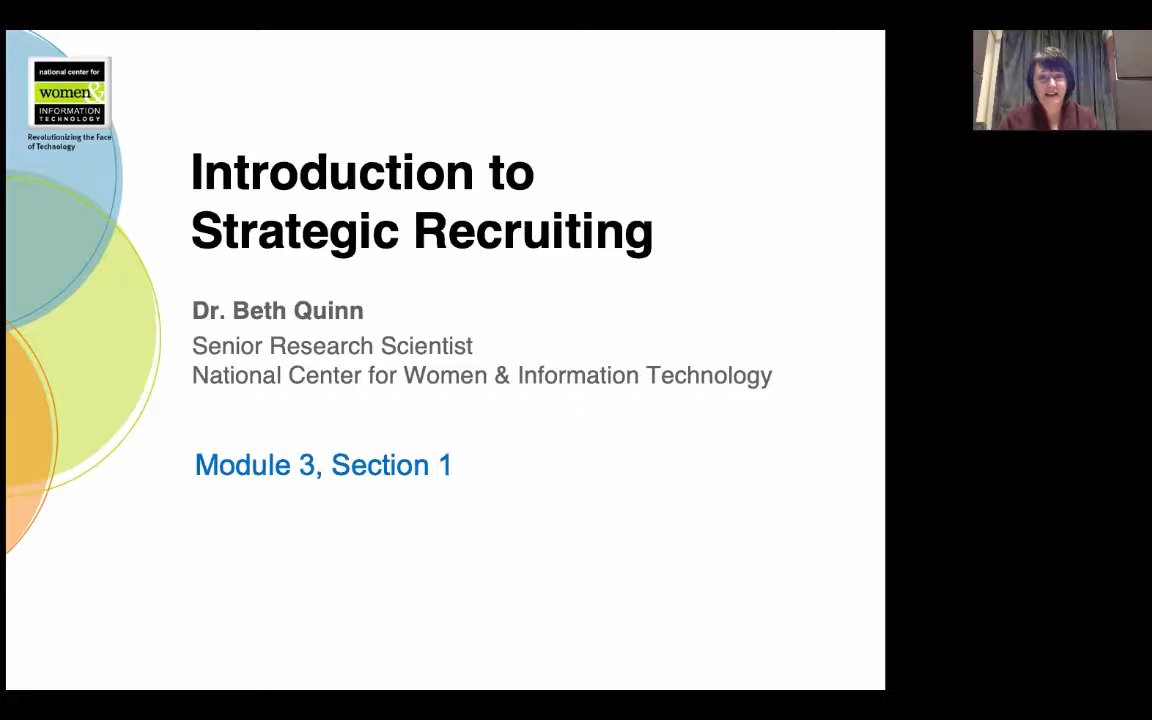 national center for
women&
INFORMATION
TECHNOLOGY
Revolutionizing the Face
of Technology
Introduction to
Strategic Recruiting
Dr. Beth Quinn
Senior Research Scientist
National Center for Women & Information Technology
Module 3, Section 1